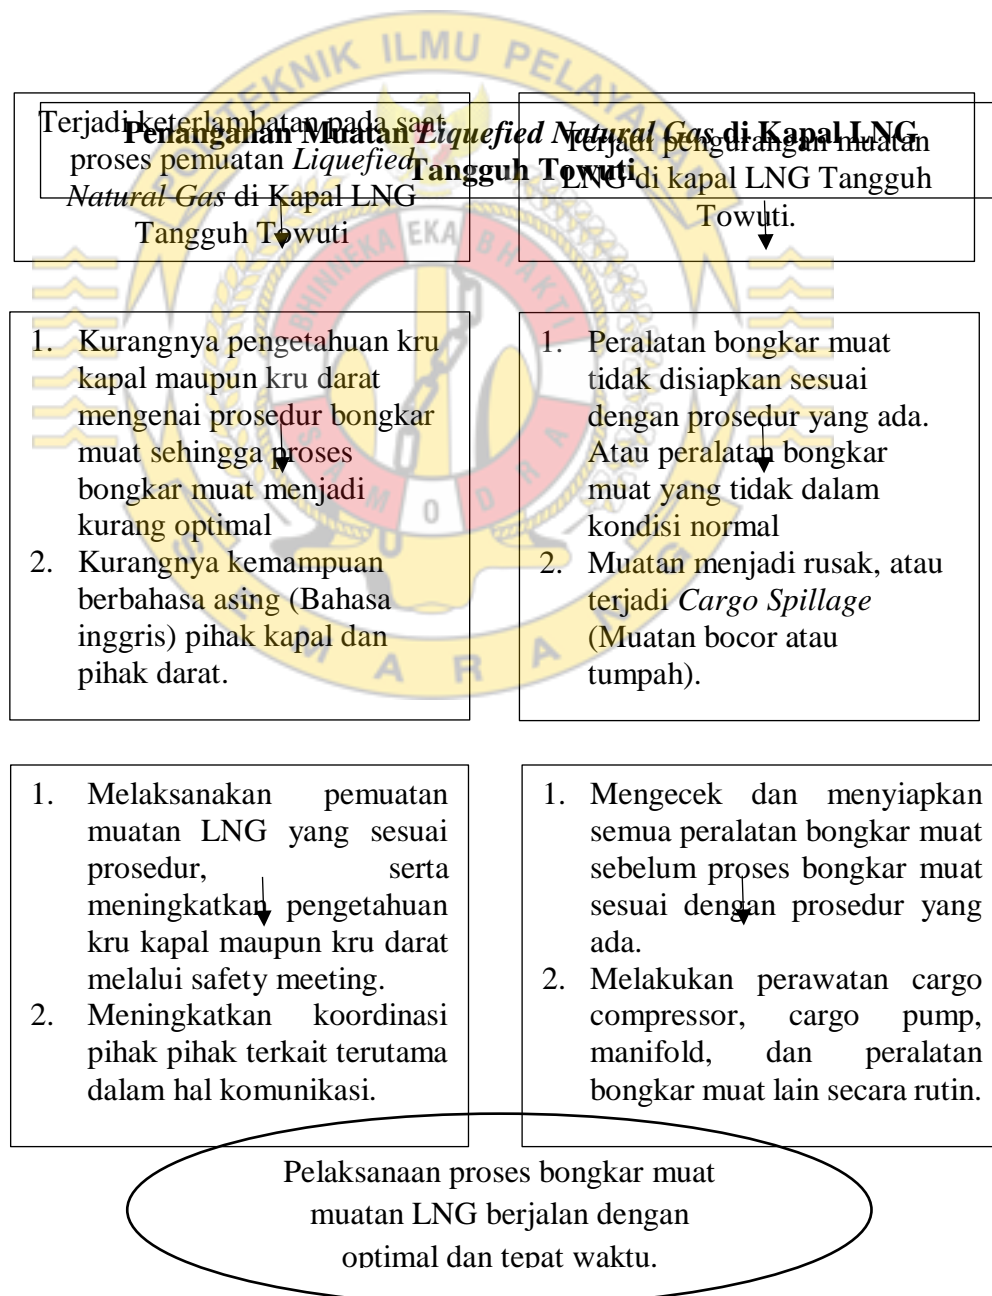 Penanganan Muatan Liquefied Natural Gas di Kapal LNG
Tangguh Towuti
Terjadi keterlambatan pada saat
proses pemuatan Liquefied
Natural Gas di Kapal LNG
Tangguh Towuti
Terjadi pengurangan muatan
LNG di kapal LNG Tangguh
Towuti.
1. Kurangnya pengetahuan kru
kapal maupun kru darat
mengenai prosedur bongkar
muat sehingga proses
bongkar muat menjadi
kurang optimal
2. Kurangnya kemampuan
berbahasa asing (Bahasa
inggris) pihak kapal dan
pihak darat.
1. Peralatan bongkar muat
tidak disiapkan sesuai
dengan prosedur yang ada.
Atau peralatan bongkar
muat yang tidak dalam
kondisi normal
2. Muatan menjadi rusak, atau
terjadi Cargo Spillage
(Muatan bocor atau
tumpah).
1. Melaksanakan pemuatan
muatan LNG yang sesuai
prosedur, serta
meningkatkan pengetahuan
kru kapal maupun kru darat
melalui safety meeting.
2. Meningkatkan koordinasi
pihak pihak terkait terutama
dalam hal komunikasi.
1. Mengecek dan menyiapkan
semua peralatan bongkar muat
sebelum proses bongkar muat
sesuai dengan prosedur yang
ada.
2. Melakukan perawatan cargo
compressor, cargo pump,
manifold, dan peralatan
bongkar muat lain secara rutin.
Pelaksanaan proses bongkar muat
muatan LNG berjalan dengan
optimal dan tepat waktu.
POLITEKNIK ILMU PELAYARAN
BHINNEKA EKA BHAKTI
SAMODRA
SEMARANG